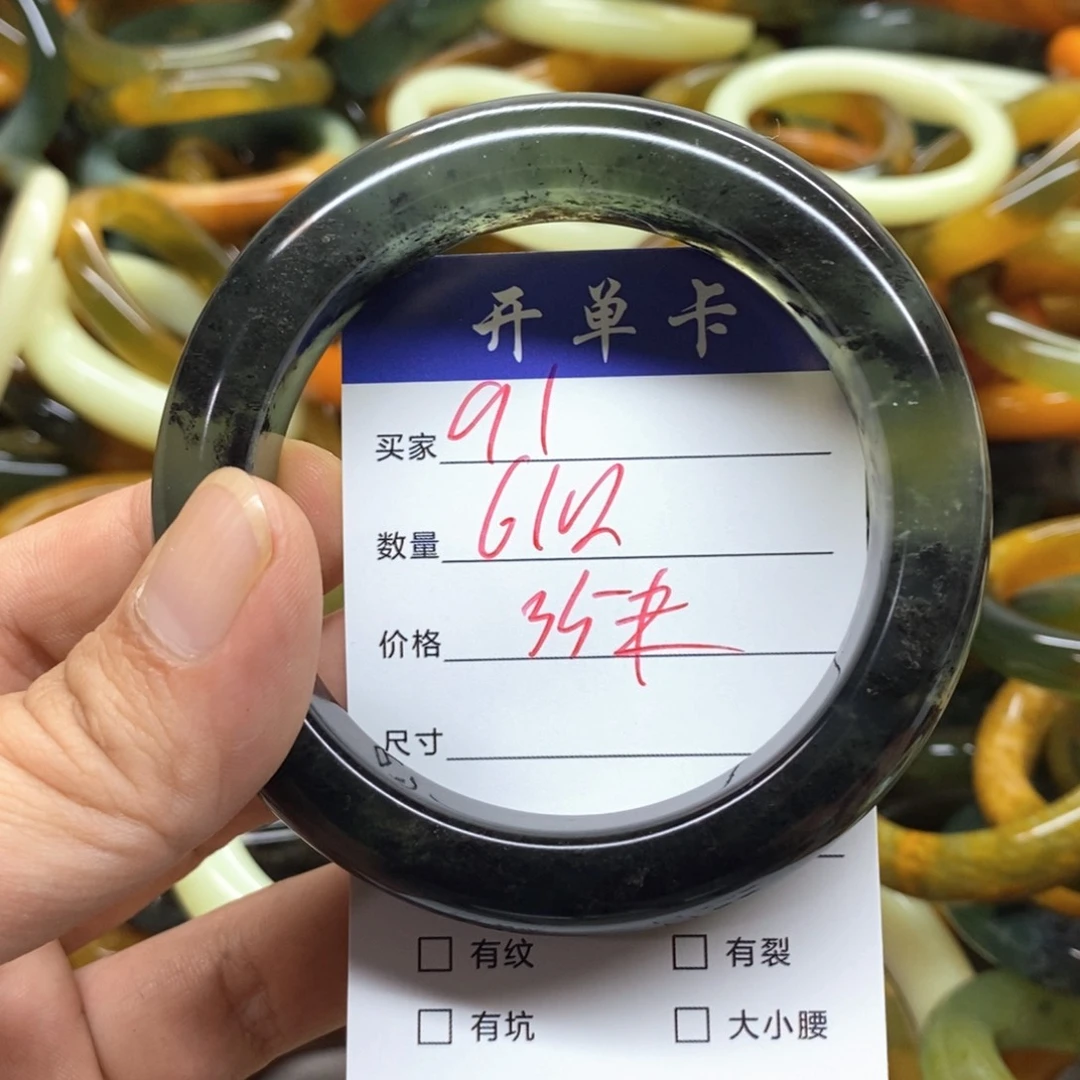 开单卡
买家 91
数量
价格 35
尺寸
有纹 有裂
有坑 大小腰